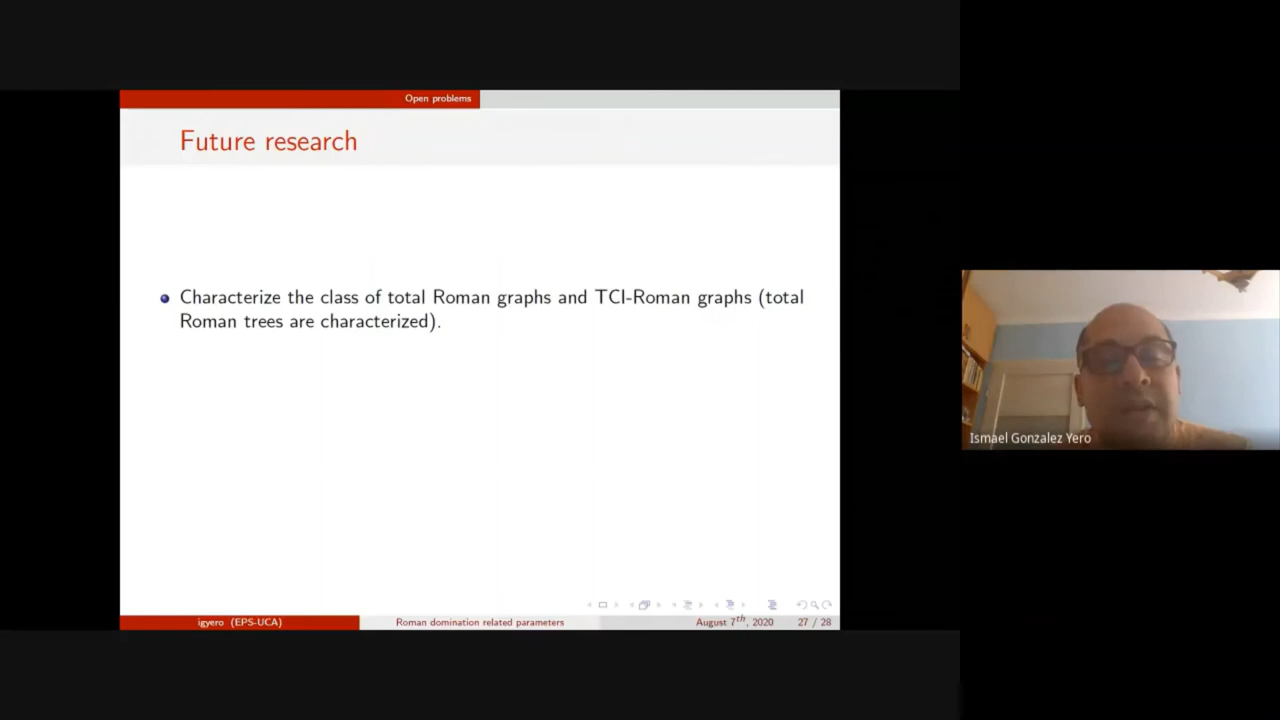 Open problems
Future research
Characterize the class of total Roman graphs and TCI-Roman graphs (total
Roman trees are characterized).
Ismael Gonzalez Yero
igyero (EPS-UCA)
Roman domination related parameters
August 7th, 2020
27 / 28